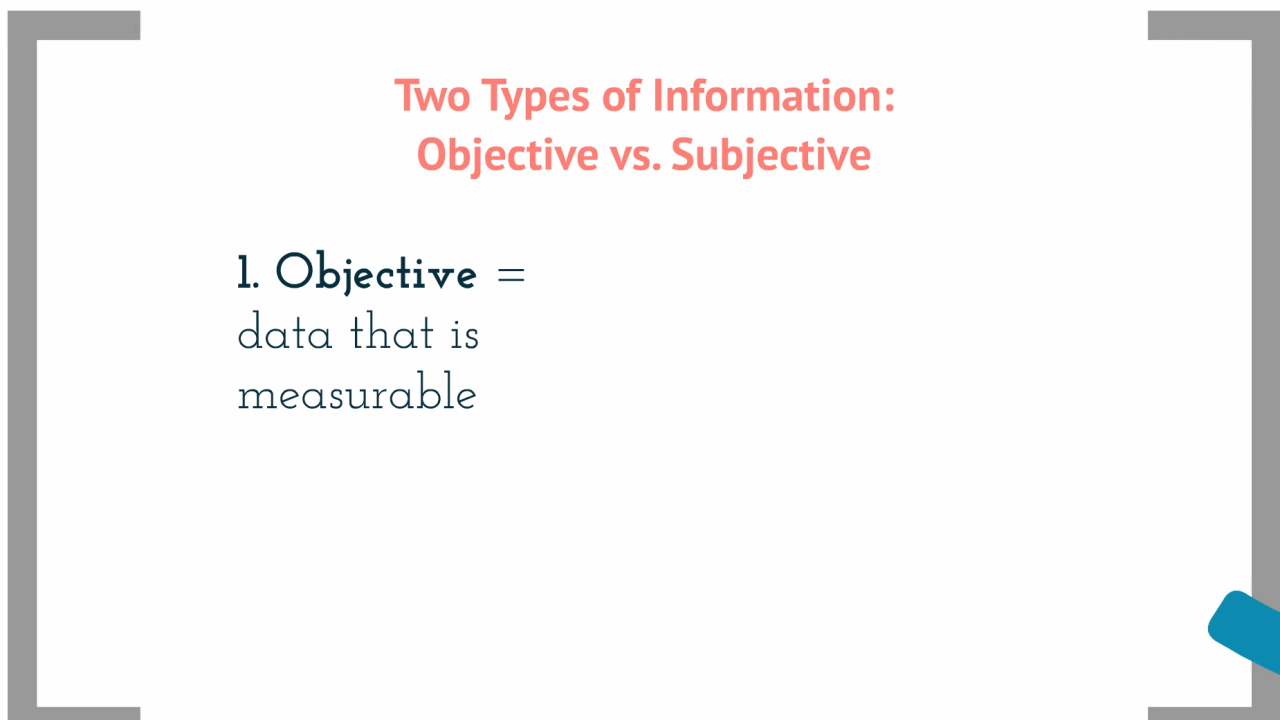 Two Types of Information:
Objective vs. Subjective
1. Objective =
data that is
measurable